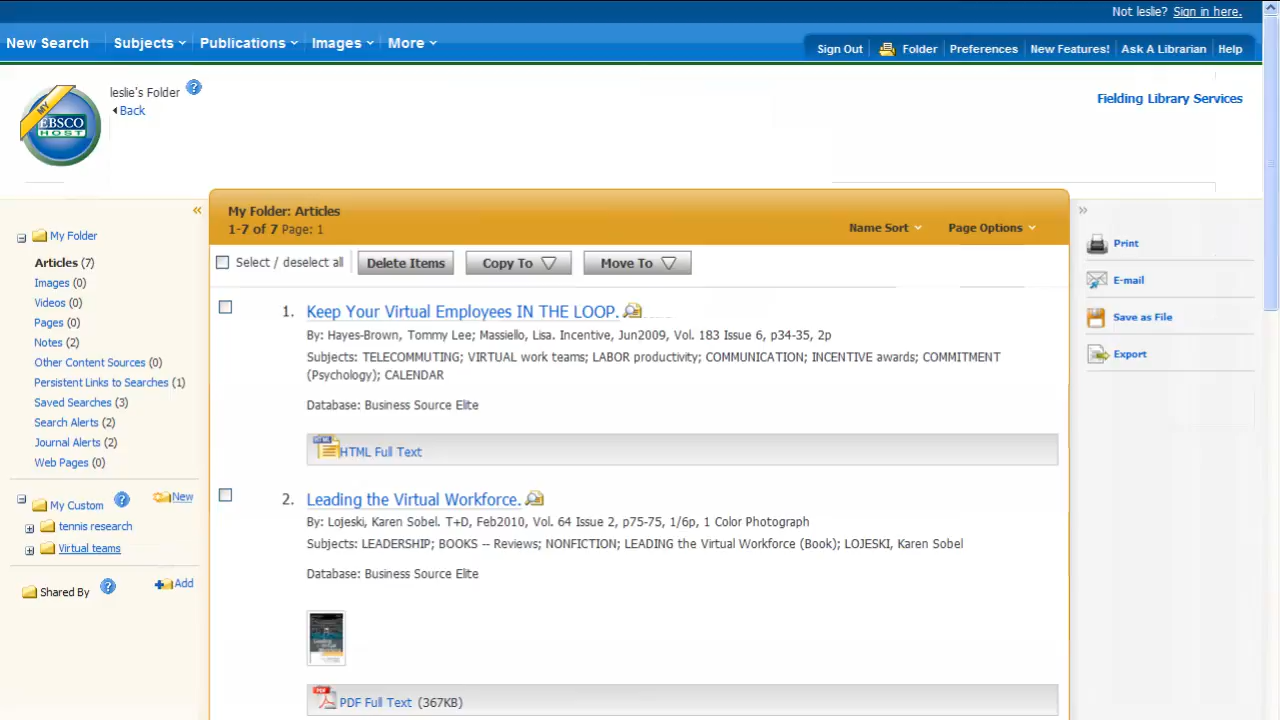 Not leslie? Sign in here.
New Search Subjects Publications Images More
Sign Out Folder Preferences New Features! Ask A Librarian Help
MY EBSCO HOST
leslie's Folder
Back
Fielding Library Services
My Folder
Articles (7)
Images (0)
Videos (0)
Pages (0)
Notes (2)
Other Content Sources (0)
Persistent Links to Searches (1)
Saved Searches (3)
Search Alerts (2)
Journal Alerts (2)
Web Pages (0)
My Custom New
tennis research
Virtual teams
Shared By Add
My Folder: Articles
1-7 of 7 Page: 1
Name Sort Page Options
Select / deselect all Delete Items Copy To Move To
1. Keep Your Virtual Employees IN THE LOOP.
By: Hayes-Brown, Tommy Lee; Massiello, Lisa. Incentive, Jun2009, Vol. 183 Issue 6, p34-35, 2p
Subjects: TELECOMMUTING; VIRTUAL work teams; LABOR productivity; COMMUNICATION; INCENTIVE awards; COMMITMENT
(Psychology); CALENDAR
Database: Business Source Elite
HTML Full Text
2. Leading the Virtual Workforce.
By: Lojeski, Karen Sobel. T+D, Feb2010, Vol. 64 Issue 2, p75-75, 1/6p, 1 Color Photograph
Subjects: LEADERSHIP; BOOKS -- Reviews; NONFICTION; LEADING the Virtual Workforce (Book); LOJESKI, Karen Sobel
Database: Business Source Elite
PDF Full Text (367KB)
Print
E-mail
Save as File
Export